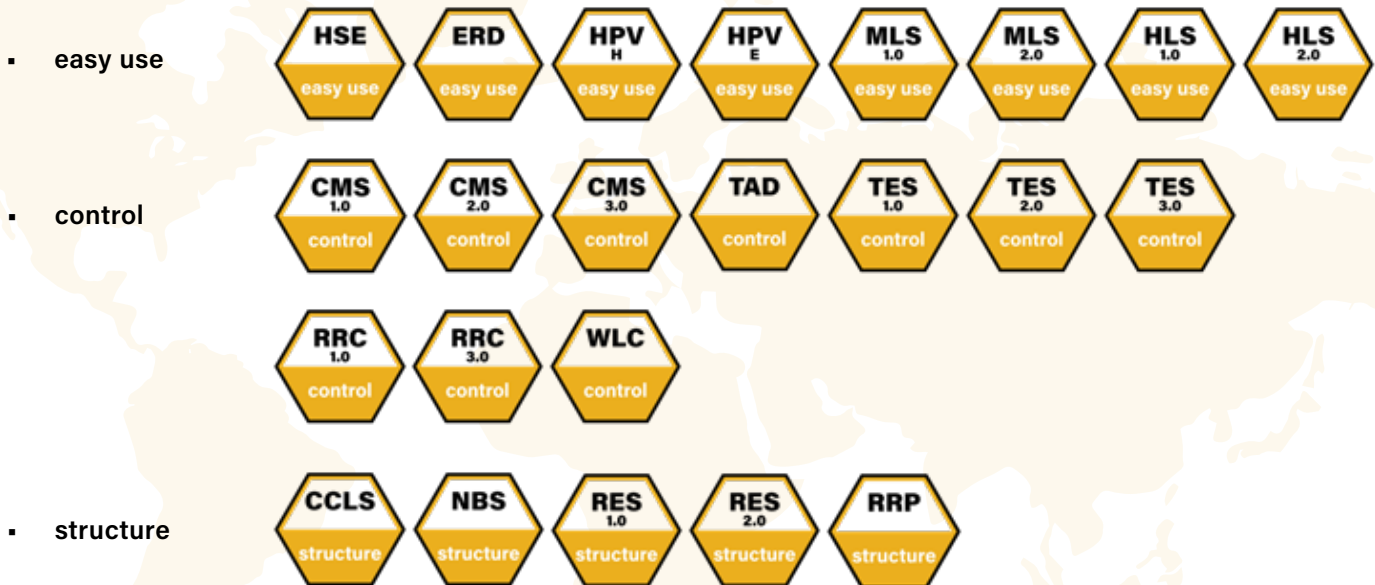 ▪ easy use
HSE ERD HPV HPV MLS MLS HLS HLS
H E 1.0 2.0 1.0 2.0
easy use easy use easy use easy use easy use easy use easy use easy use
▪ control
CMS CMS CMS TAD TES TES TES
1.0 2.0 3.0 1.0 2.0 3.0
control control control control control control control
RRC RRC WLC
1.0 3.0
control control control
▪ structure
CCLS NBS RES RES RRP
1.0 2.0
structure structure structure structure structure